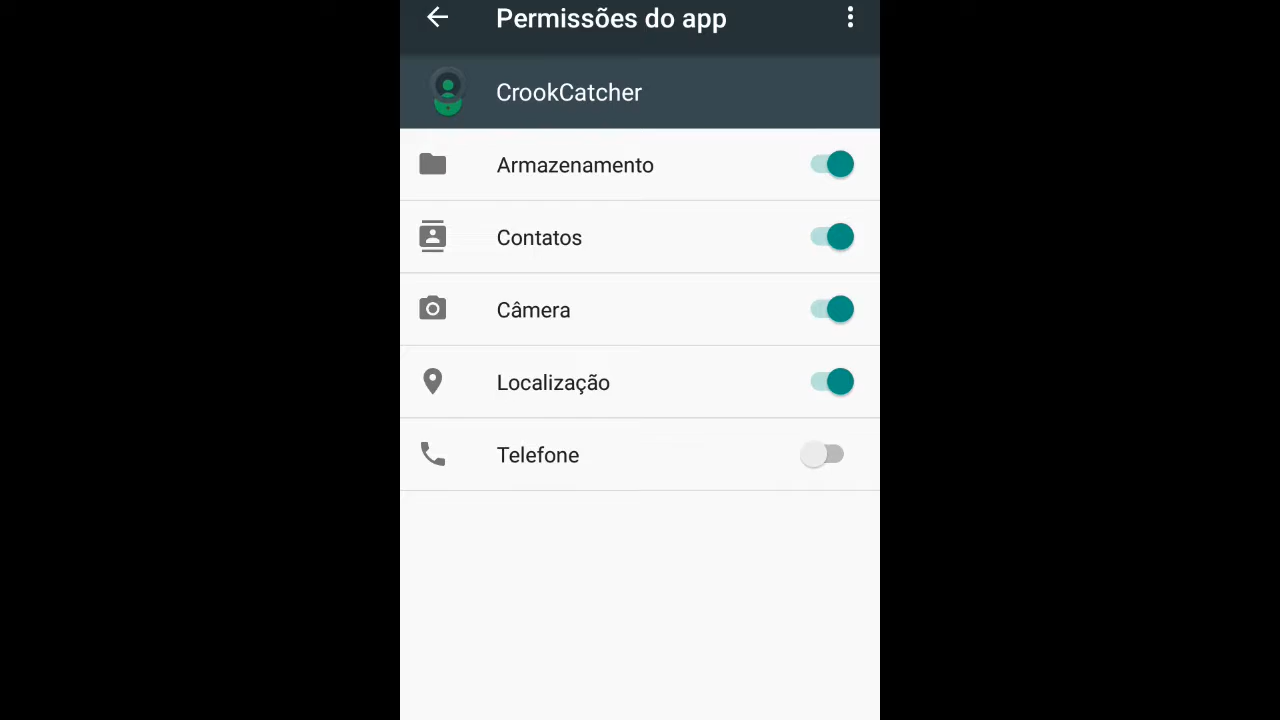 Permissões do app
CrookCatcher
Armazenamento
Contatos
Câmera
Localização
Telefone